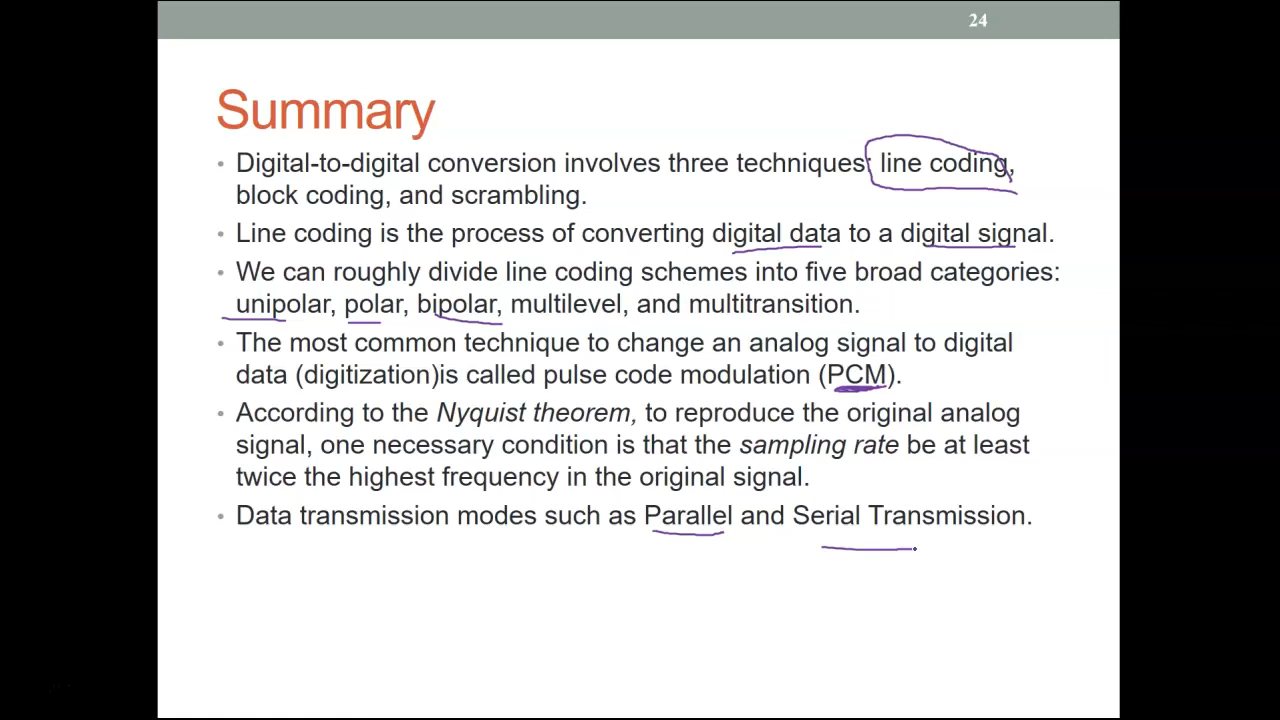 24
Summary
• Digital-to-digital conversion involves three techniques: line coding,
block coding, and scrambling.
• Line coding is the process of converting digital data to a digital signal.
• We can roughly divide line coding schemes into five broad categories:
unipolar, polar, bipolar, multilevel, and multitransition.
• The most common technique to change an analog signal to digital
data (digitization)is called pulse code modulation (PCM).
• According to the Nyquist theorem, to reproduce the original analog
signal, one necessary condition is that the sampling rate be at least
twice the highest frequency in the original signal.
• Data transmission modes such as Parallel and Serial Transmission.